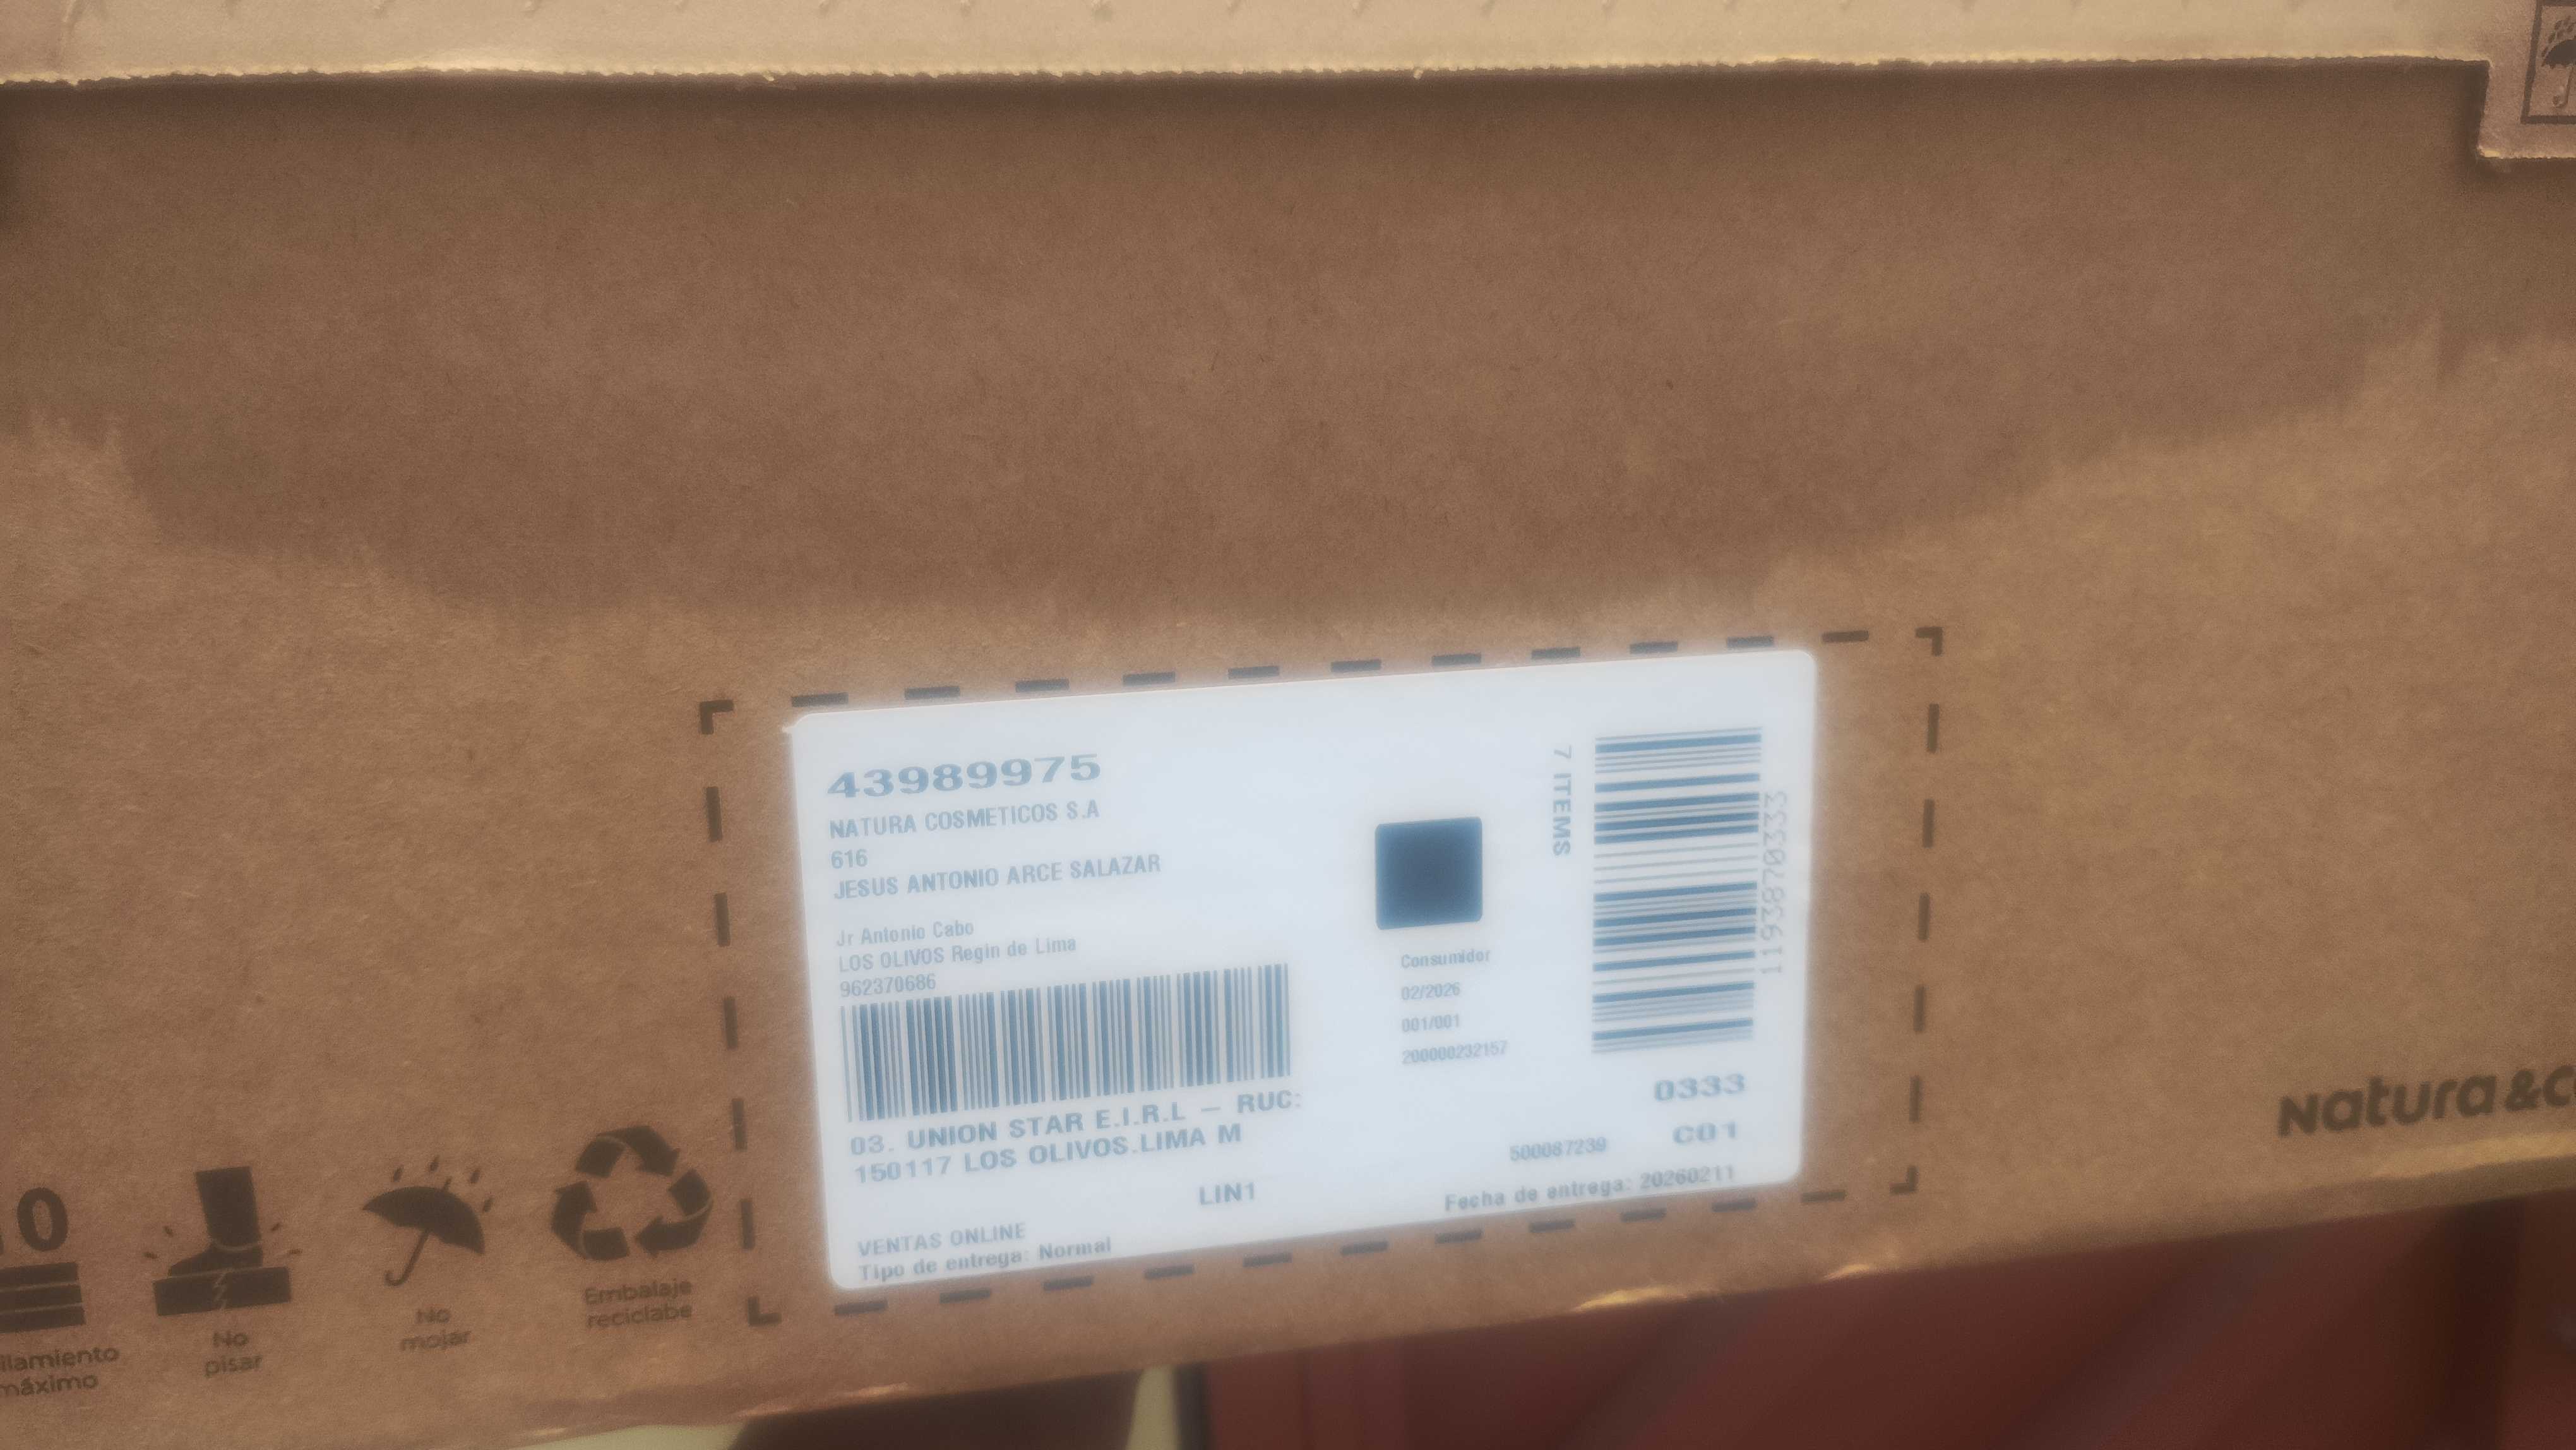 43989975
NATURA COSMETICOS S.A
616
JESUS ANTONIO ARCE SALAZAR
Jr Antonio Cabo
LOS OLIVOS Regin de Lima
962370686
03. UNION STAR E.I.R.L – RUC:
150117 LOS OLIVOS.LIMA M
LIN1
VENTAS ONLINE
Tipo de entrega: Normal
Consumidor
02/2026
001/001
200000232157
7 ITEMS
1193870333
0333
C01
500087239
Fecha de entrega: 20260211
10
máximo
No
pisar
No
mojar
Embalaje
reciclabe
Natura&c